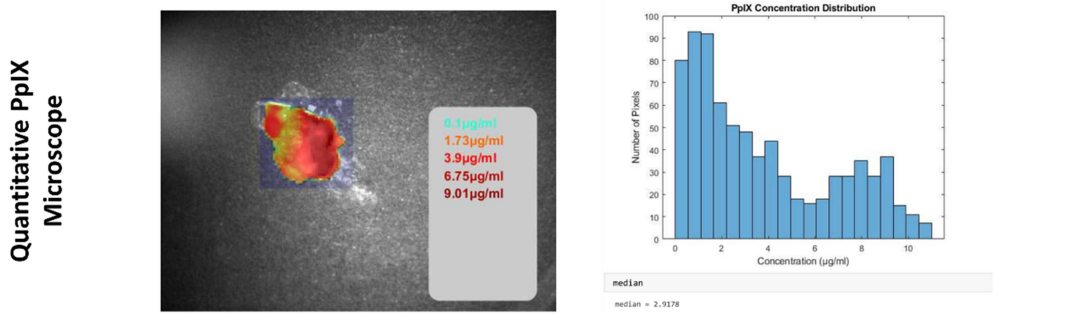 Quantitative PpIX
Microscope
0.1µg/ml
1.73µg/ml
3.9µg/ml
6.75µg/ml
9.01µg/ml
PpIX Concentration Distribution
Number of Pixels
100
90
80
70
60
50
40
30
20
10
0
0 2 4 6 8 10
Concentration (µg/ml)
median
median = 2.9178